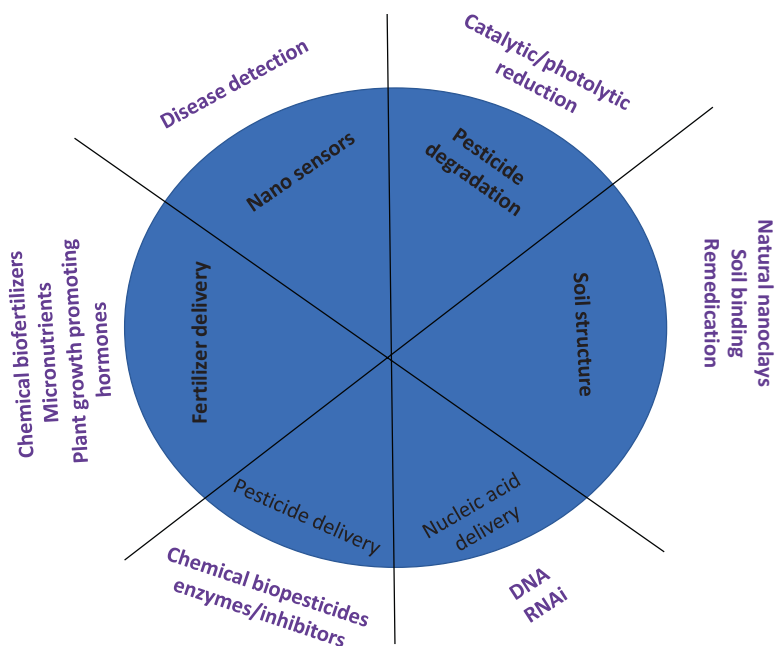 Disease detection
Catalytic/photolytic
reduction
Nano sensors
Pesticide
degradation
Natural nanoclays
Soil binding
Remedication
Soil structure
Fertilizer delivery
Chemical biofertilizers
Micronutrients
Plant growth promoting
hormones
Pesticide delivery
Nucleic acid
delivery
Chemical biopesticides
enzymes/inhibitors
DNA
RNAi